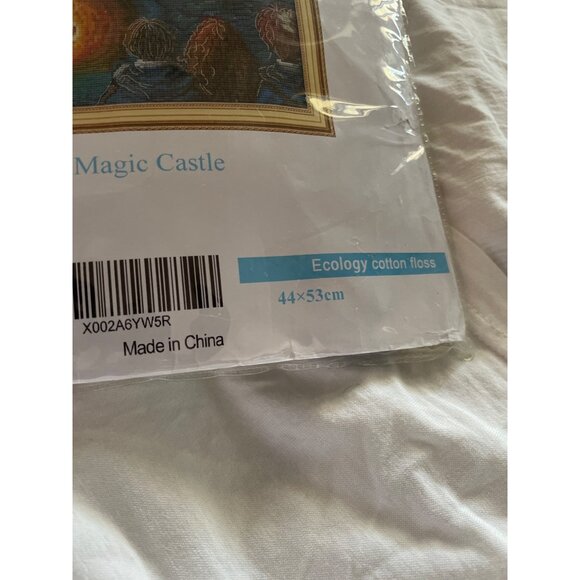 Magic Castle
Ecology cotton floss
44×53cm
X002A6YW5R
Made in China